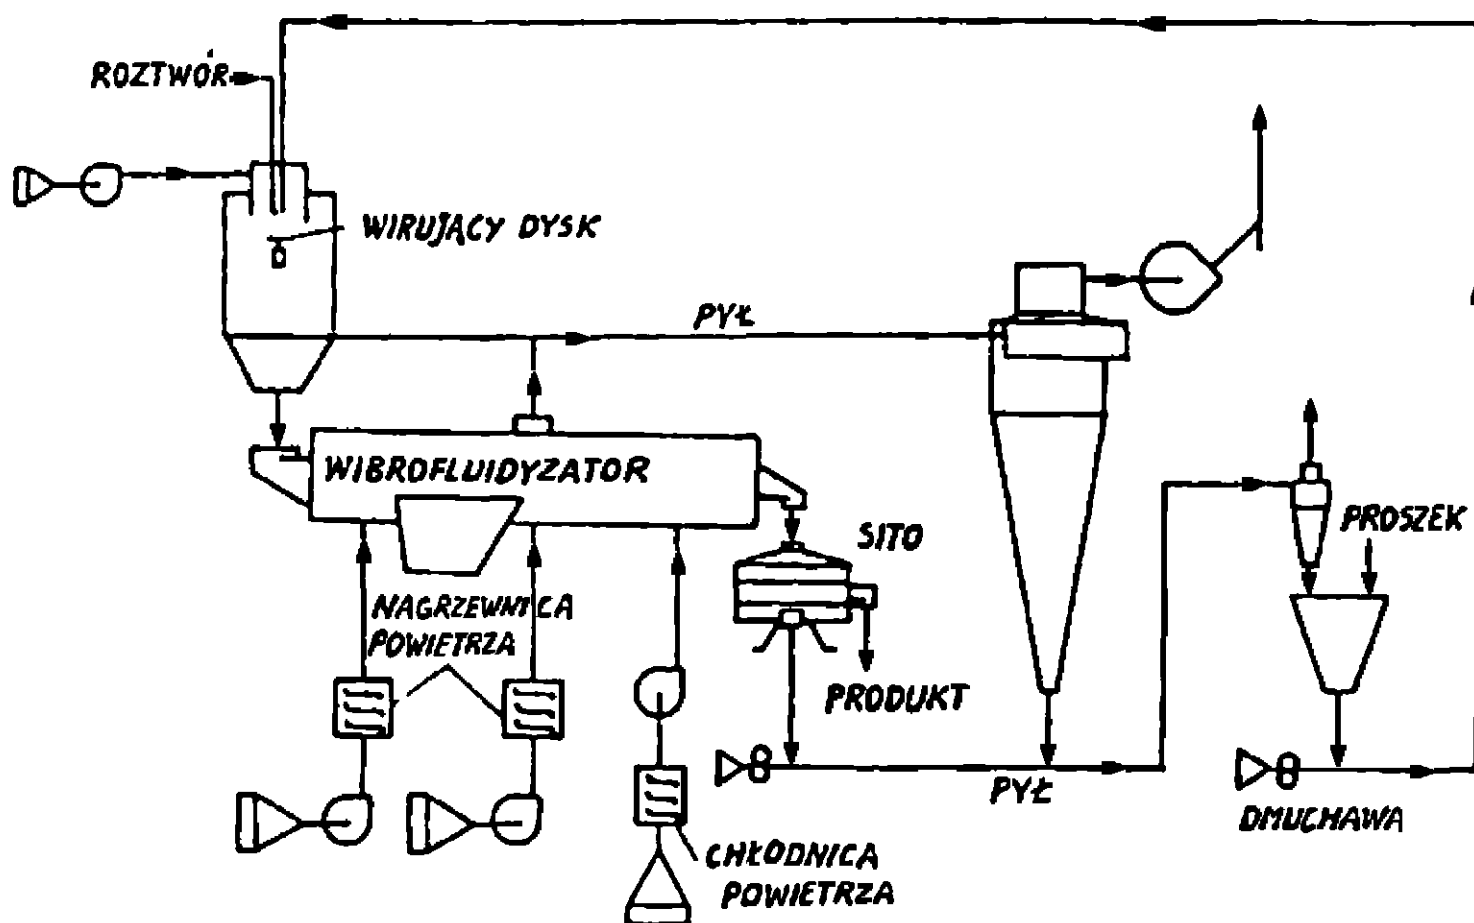 ROZTWÓR
WIRUJĄCY DYSK
PYŁ
WIBROFLUIDYZATOR
SITO
PROSZEK
NAGRZEWNICA
POWIETRZA
PRODUKT
PYŁ
DMUCHAWA
CHŁODNICA
POWIETRZA